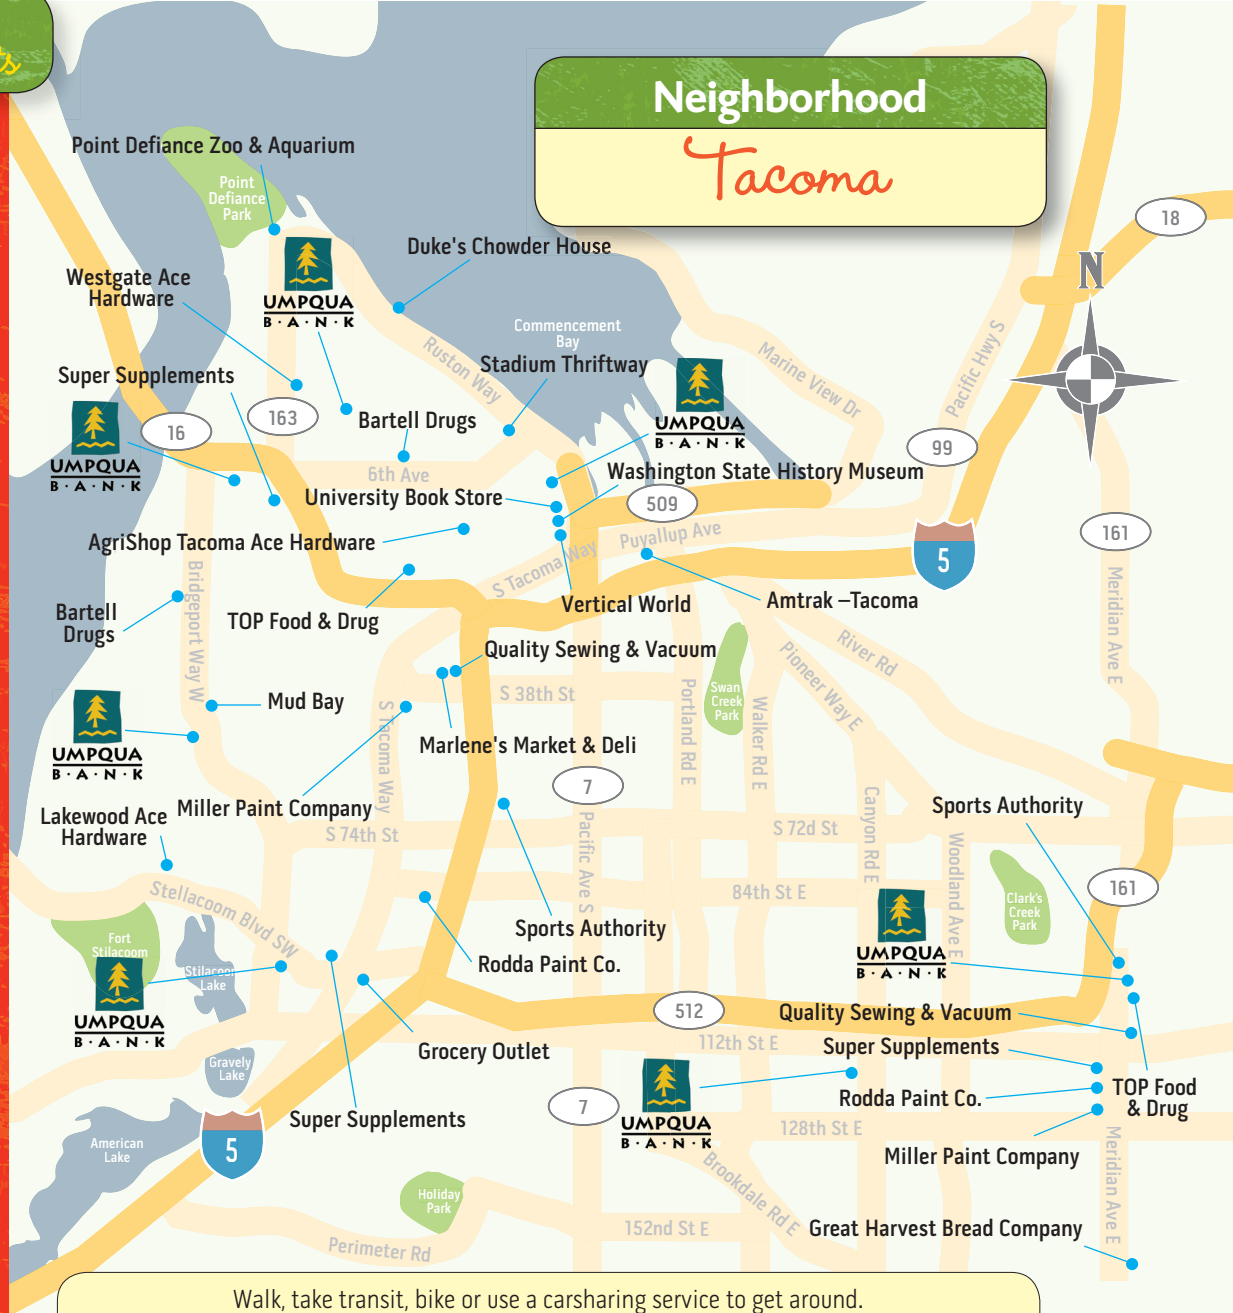 ts
Neighborhood
Tacoma
Point Defiance Zoo & Aquarium
Point
Defiance
Park
18
Duke's Chowder House
N
Westgate Ace
Hardware
UMPQUA
B·A·N·K
Commencement
Bay
Ruston Way
Stadium Thriftway
Marine View Dr
Pacific Hwy S
Super Supplements
163
16
Bartell Drugs
UMPQUA
B·A·N·K
99
UMPQUA
B·A·N·K
6th Ave
Washington State History Museum
University Book Store
509
Puyallup Ave
161
AgriShop Tacoma Ace Hardware
S Tacoma Way
5
Bridgeport Way W
Meridian Ave E
Bartell
Drugs
TOP Food & Drug
Vertical World
Amtrak –Tacoma
Quality Sewing & Vacuum
River Rd
Pioneer Way E
S 38th St
Swan
Creek
Park
Portland Rd E
Walker Rd E
Mud Bay
S Tacoma Way
UMPQUA
B·A·N·K
Marlene's Market & Deli
7
Miller Paint Company
Lakewood Ace
Hardware
Sports Authority
S 74th St
S 72d St
Pacific Ave S
Canyon Rd E
Woodland Ave E
Stellacoom Blvd SW
84th St E
161
Clark's
Creek
Park
Fort
Stilacoom
Stilacoom
Lake
Sports Authority
UMPQUA
B·A·N·K
Rodda Paint Co.
UMPQUA
B·A·N·K
512
Quality Sewing & Vacuum
112th St E
Grocery Outlet
Super Supplements
Gravely
Lake
Rodda Paint Co.
TOP Food
& Drug
7
UMPQUA
B·A·N·K
Super Supplements
128th St E
5
American
Lake
Miller Paint Company
Meridian Ave E
Brookdale Rd E
Holiday
Park
152nd St E
Great Harvest Bread Company
Perimeter Rd
Walk, take transit, bike or use a carsharing service to get around.